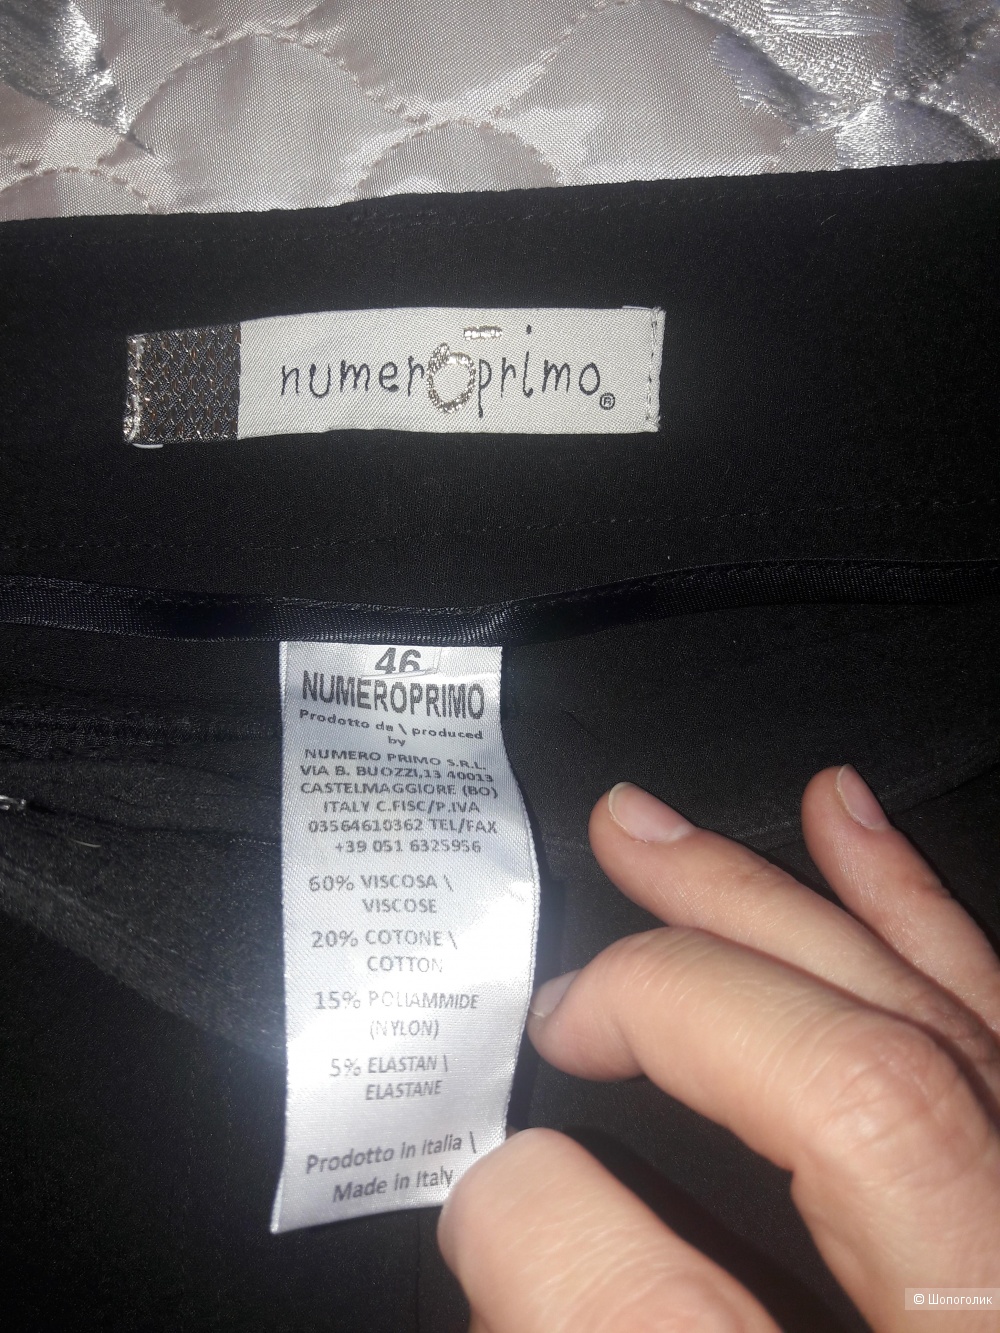 numeroprimo®
46
NUMEROPRIMO
Prodotto da \ produced
by
NUMERO PRIMO S.R.L.
VIA B. BUOZZI,13 40013
CASTELMAGGIORE (BO)
ITALY C.FISC/P.IVA
03564610362 TEL/FAX
+39 051 6325956
60% VISCOSA \
VISCOSE
20% COTONE \
COTTON
15% POLIAMMIDE
(NYLON)
5% ELASTAN \
ELASTANE
Prodotto in italia \
Made in Italy
© Шопоголик